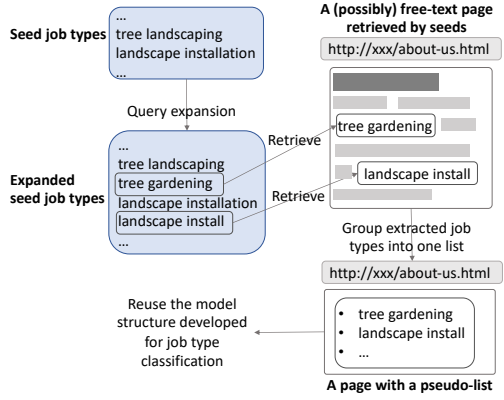 Seed job types
...
tree landscaping
landscape installation
...
Query expansion
Expanded
seed job types
...
tree landscaping
tree gardening
landscape installation
landscape install
...
Retrieve
Retrieve
A (possibly) free-text page
retrieved by seeds
http://xxx/about-us.html
tree gardening
landscape install
Group extracted job
types into one list
http://xxx/about-us.html
• tree gardening
• landscape install
• ...
A page with a pseudo-list
Reuse the model
structure developed
for job type
classification